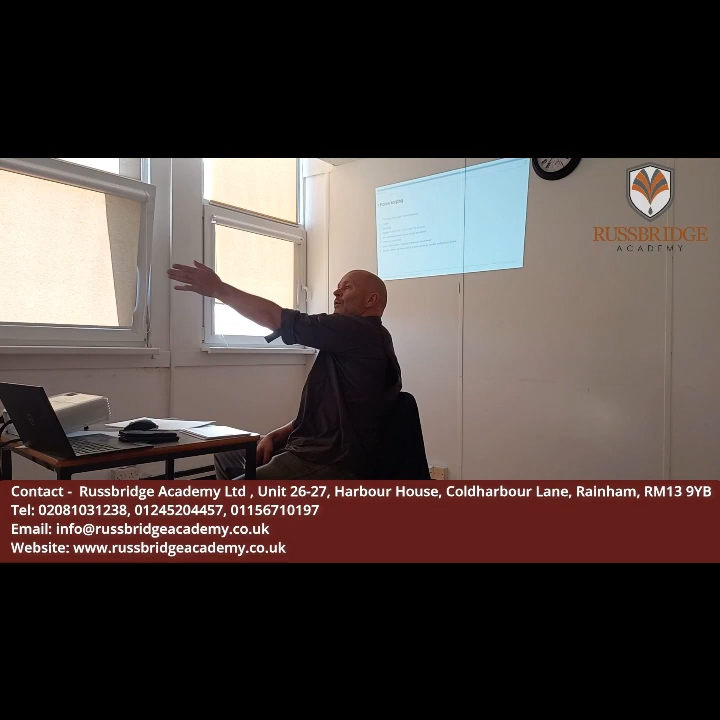 RUSSBRIDGE
ACADEMY
Contact - Russbridge Academy Ltd , Unit 26-27, Harbour House, Coldharbour Lane, Rainham, RM13 9YB
Tel: 02081031238, 01245204457, 01156710197
Email: info@russbridgeacademy.co.uk
Website: www.russbridgeacademy.co.uk